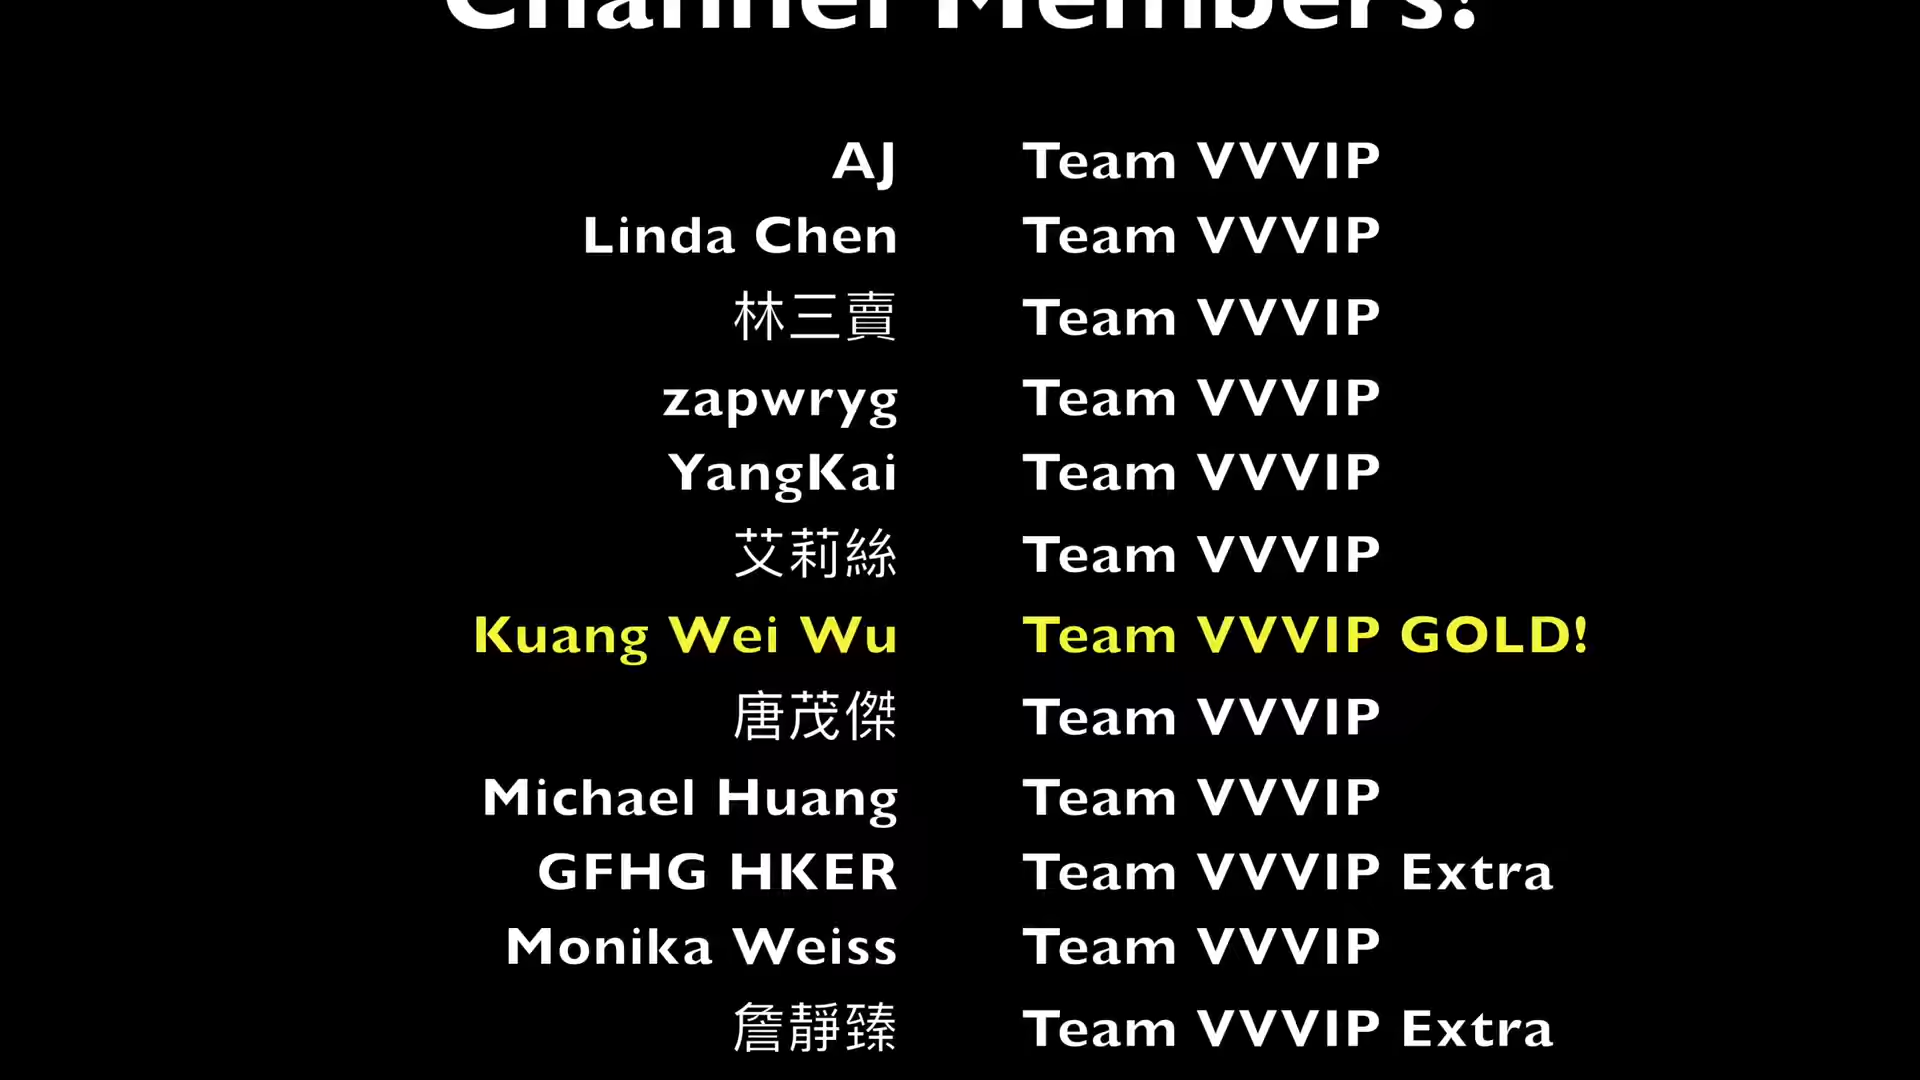 Channel Members!
AJ Team VVVIP
Linda Chen Team VVVIP
林三賣 Team VVVIP
zapwryg Team VVVIP
YangKai Team VVVIP
艾莉絲 Team VVVIP
Kuang Wei Wu Team VVVIP GOLD!
唐茂傑 Team VVVIP
Michael Huang Team VVVIP
GFHG HKER Team VVVIP Extra
Monika Weiss Team VVVIP
詹靜臻 Team VVVIP Extra